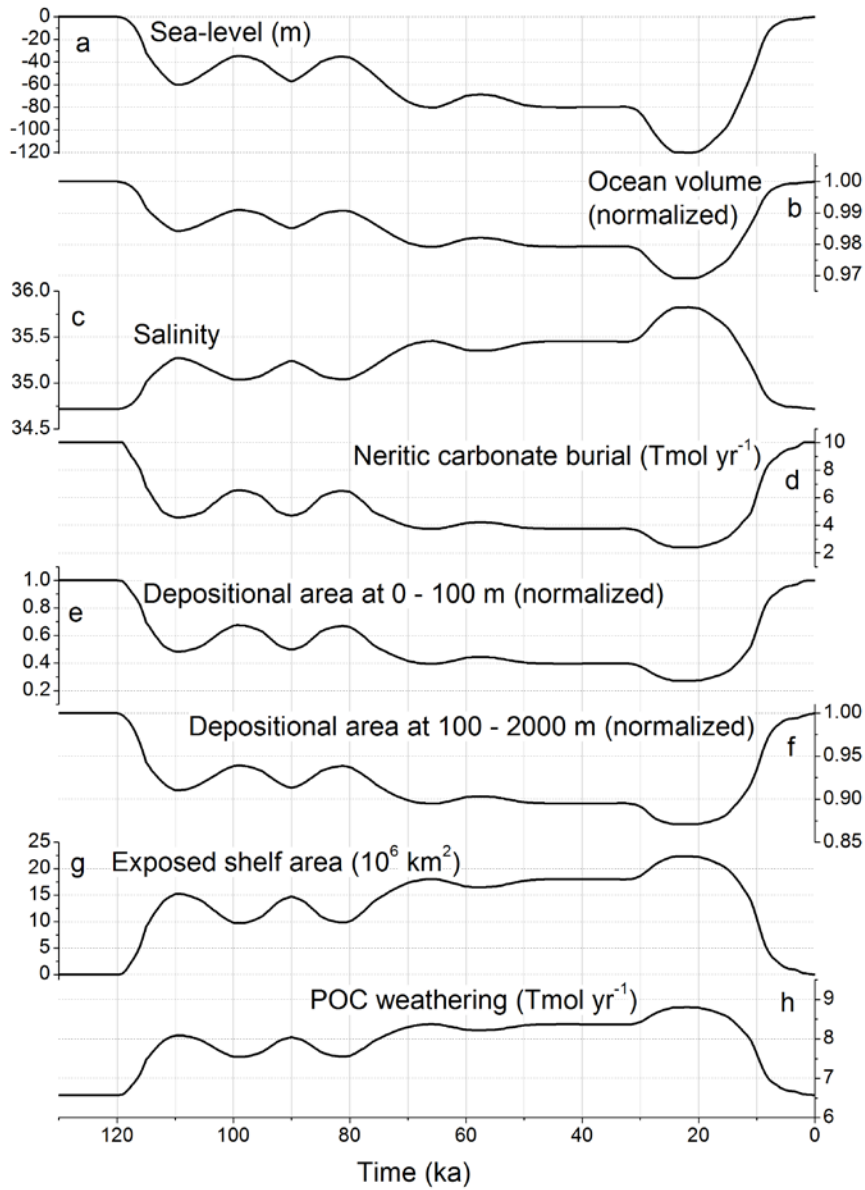 0
-20
-40
-60
-80
-100
-120
a
Sea-level (m)
Ocean volume
(normalized)
b
1.00
0.99
0.98
0.97
36.0
35.5
35.0
34.5
c
Salinity
Neritic carbonate burial (Tmol yr⁻¹)
d
10
8
6
4
2
1.0
0.8
0.6
0.4
0.2
e
Depositional area at 0 - 100 m (normalized)
Depositional area at 100 - 2000 m (normalized)
f
1.00
0.95
0.90
0.85
25
20
15
10
5
0
g
Exposed shelf area (10⁶ km²)
POC weathering (Tmol yr⁻¹)
h
9
8
7
6
120 100 80 60 40 20 0
Time (ka)